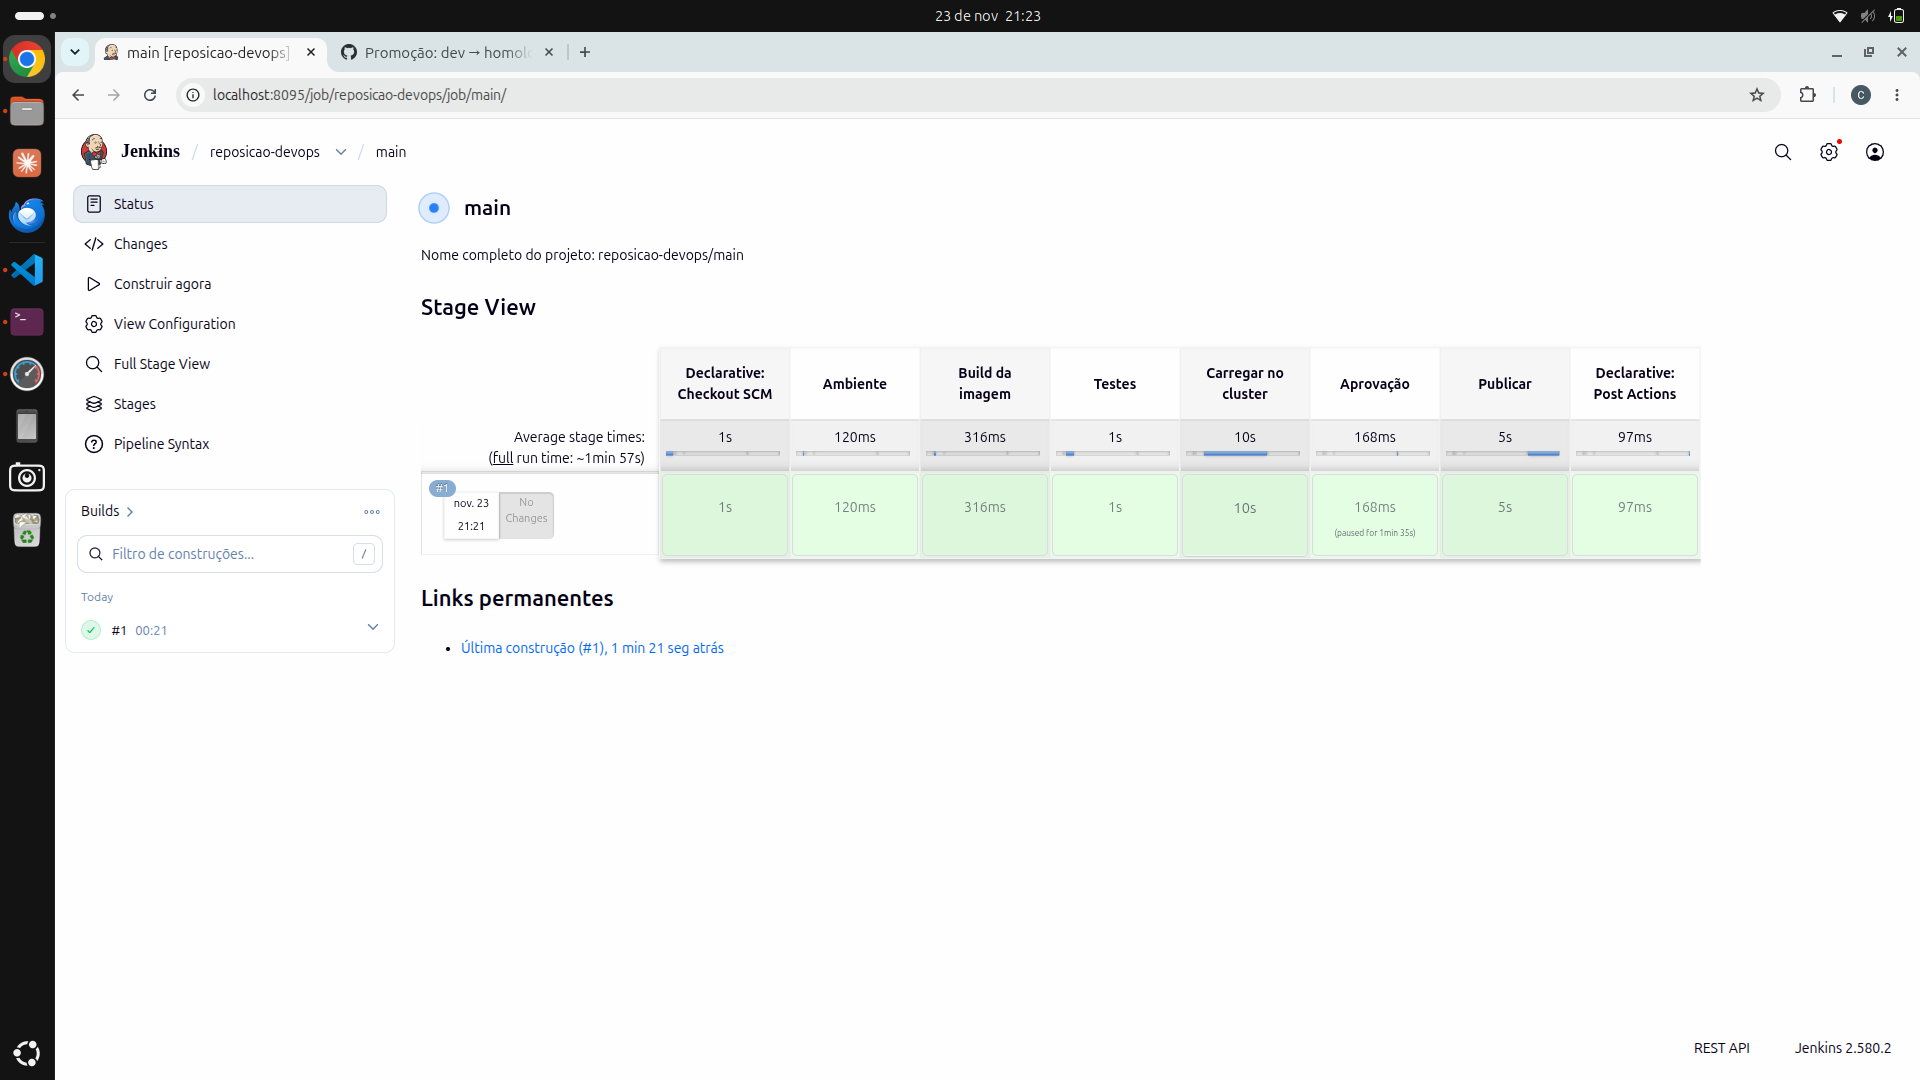 23 de nov 21:23
main [reposicao-devops]
Promoção: dev → homolo
localhost:8095/job/reposicao-devops/job/main/
C
Jenkins / reposicao-devops / main
Status
Changes
Construir agora
View Configuration
Full Stage View
Stages
Pipeline Syntax
Builds
Filtro de construções...
/
Today
#1 00:21
main
Nome completo do projeto: reposicao-devops/main
Stage View
Declarative: Checkout SCM
Ambiente
Build da imagem
Testes
Carregar no cluster
Aprovação
Publicar
Declarative: Post Actions
Average stage times:
(full run time: ~1min 57s)
1s
120ms
316ms
1s
10s
168ms
5s
97ms
#1
nov. 23
21:21
No Changes
1s
120ms
316ms
1s
10s
168ms
(paused for 1min 35s)
5s
97ms
Links permanentes
Última construção (#1), 1 min 21 seg atrás
REST API
Jenkins 2.580.2